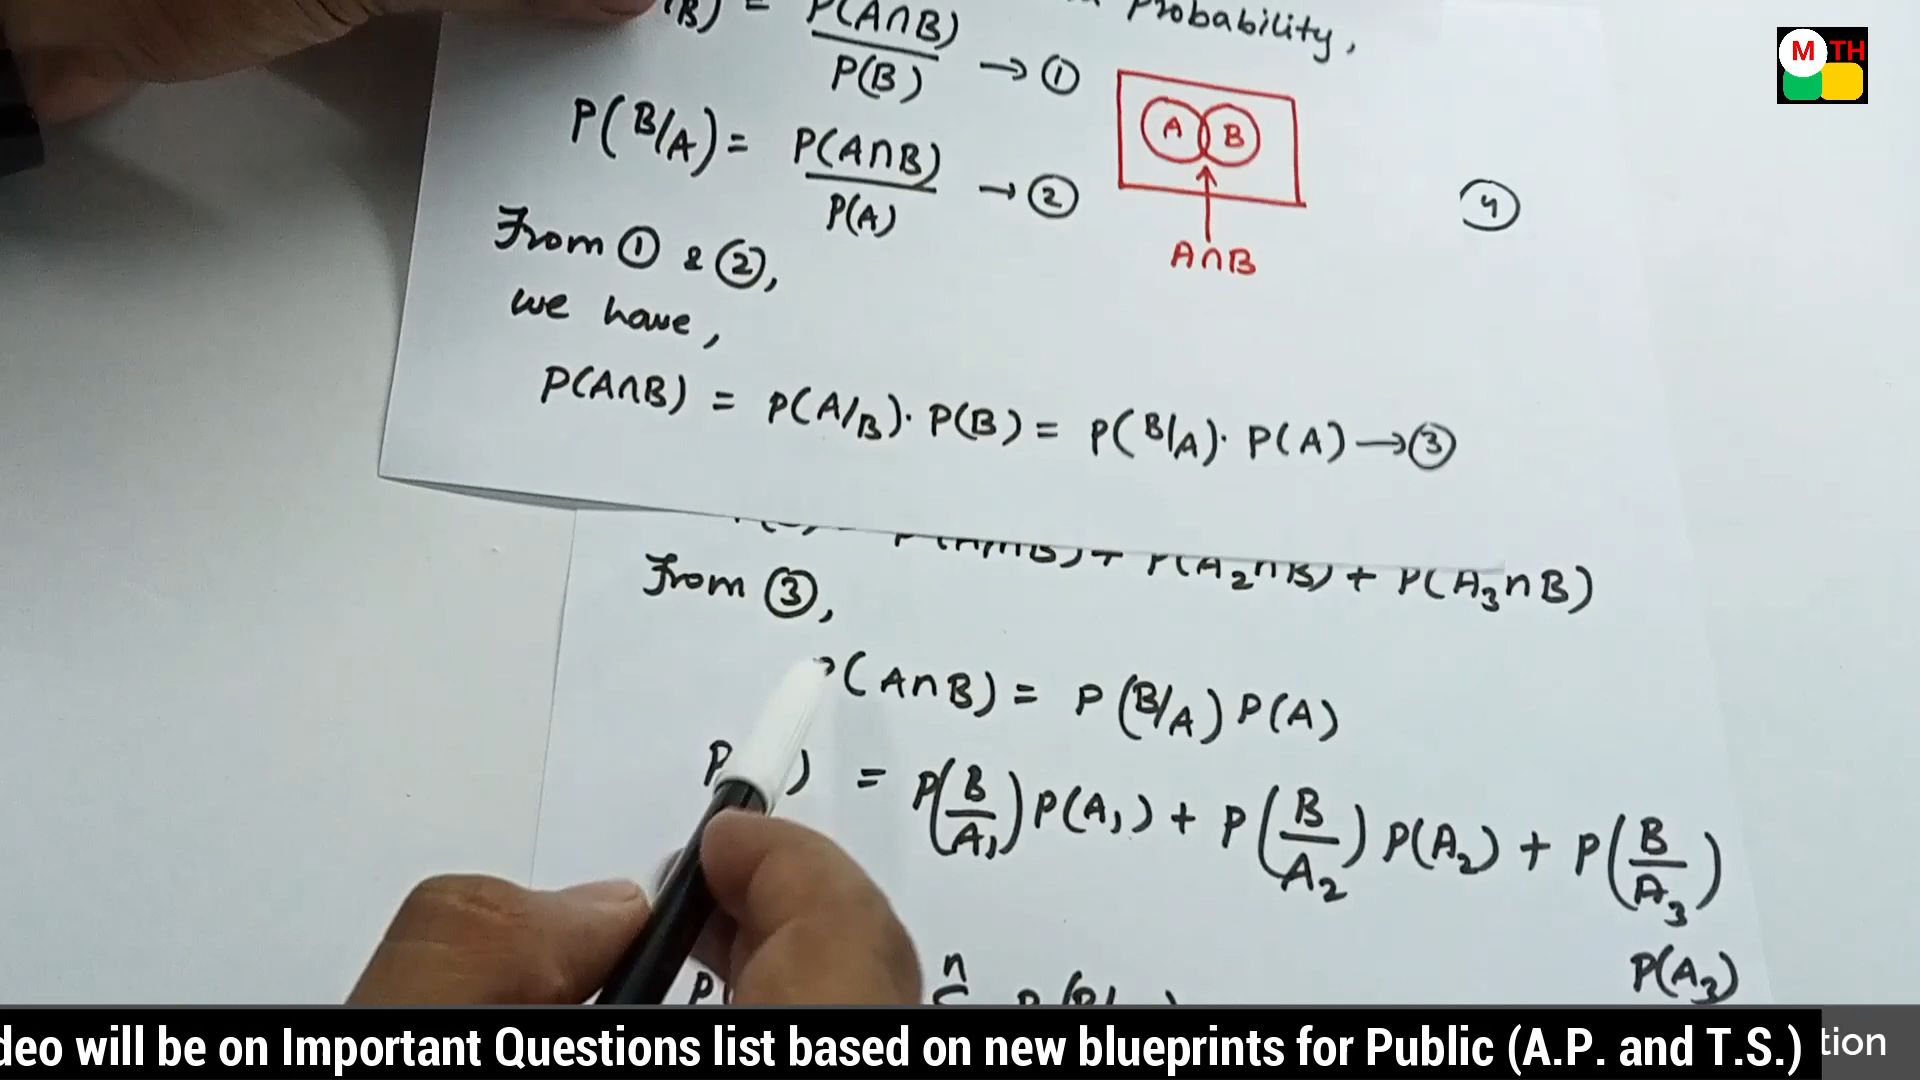 Probability,
B) = P(A∩B)/P(B) → ①
P(B/A) = P(A∩B)/P(A) → ②
A B
A∩B
4
From ① & ②,
we have,
P(A∩B) = P(A/B)· P(B) = P(B/A)· P(A) → ③
P(A₂∩B) + P(A₃∩B)
From ③,
P(A∩B) = P(B/A) P(A)
P( ) = P(B/A₁) P(A₁) + P(B/A₂) P(A₂) + P(B/A₃)
P(A₃)
n
M TH
deo will be on Important Questions list based on new blueprints for Public (A.P. and T.S.) tion